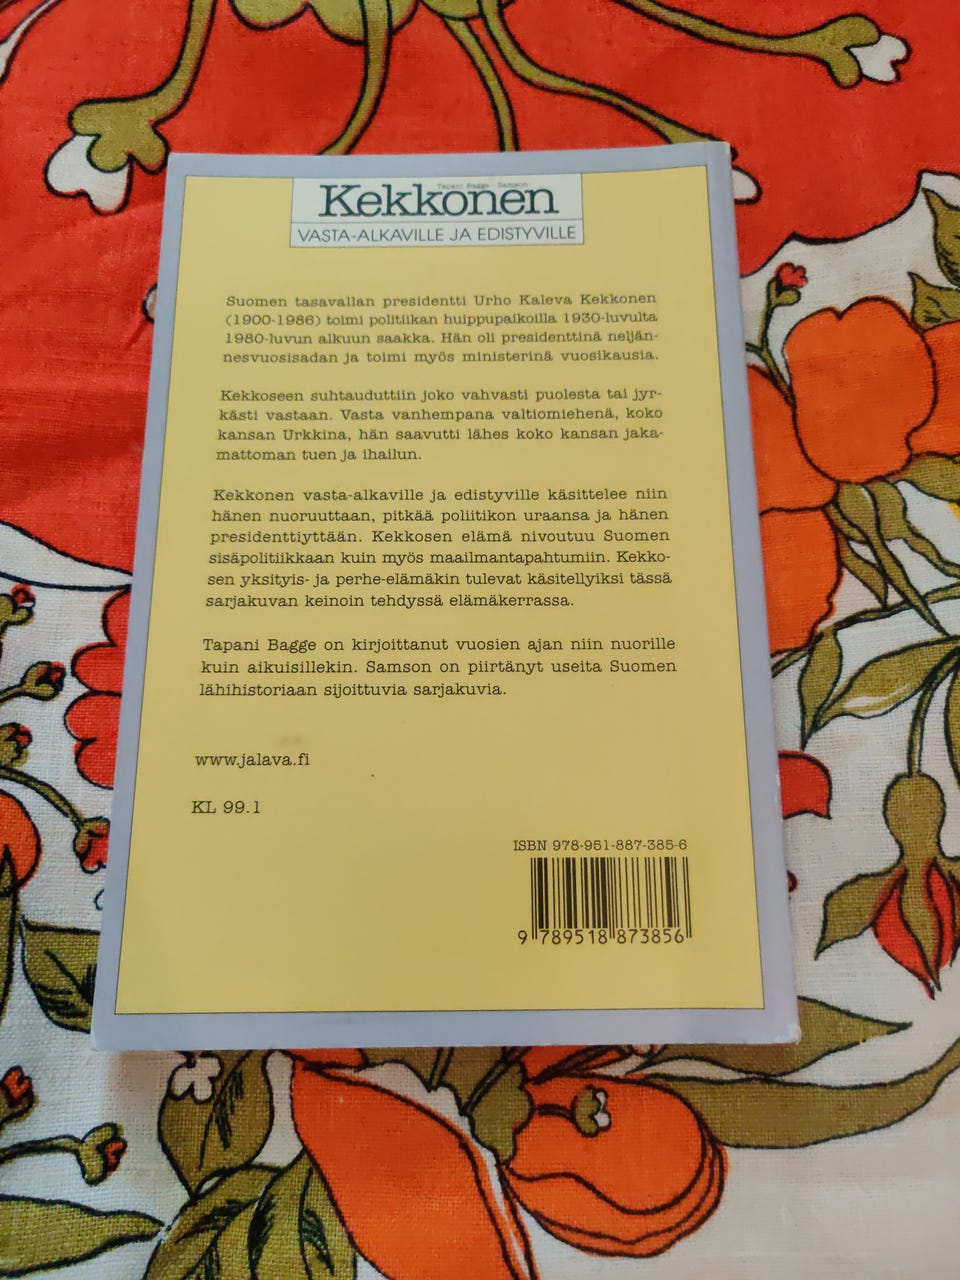 Tapani Bagge - Samson
Kekkonen
VASTA-ALKAVILLE JA EDISTYVILLE
Suomen tasavallan presidentti Urho Kaleva Kekkonen
(1900-1986) toimi politiikan huippupaikoilla 1930-luvulta
1980-luvun alkuun saakka. Hän oli presidenttinä neljän-
nesvuosisadan ja toimi myös ministerinä vuosikausia.
Kekkoseen suhtauduttiin joko vahvasti puolesta tai jyr-
kästi vastaan. Vasta vanhempana valtiomiehenä, koko
kansan Urkkina, hän saavutti lähes koko kansan jaka-
mattoman tuen ja ihailun.
Kekkonen vasta-alkaville ja edistyville käsittelee niin
hänen nuoruuttaan, pitkää poliitikon uraansa ja hänen
presidenttiyttään. Kekkosen elämä nivoutuu Suomen
sisäpolitiikkaan kuin myös maailmantapahtumiin. Kekko-
sen yksityis- ja perhe-elämäkin tulevat käsitellyiksi tässä
sarjakuvan keinoin tehdyssä elämäkerrassa.
Tapani Bagge on kirjoittanut vuosien ajan niin nuorille
kuin aikuisillekin. Samson on piirtänyt useita Suomen
lähihistoriaan sijoittuvia sarjakuvia.
www.jalava.fi
KL 99.1
ISBN 978-951-887-385-6
9 789518 873856